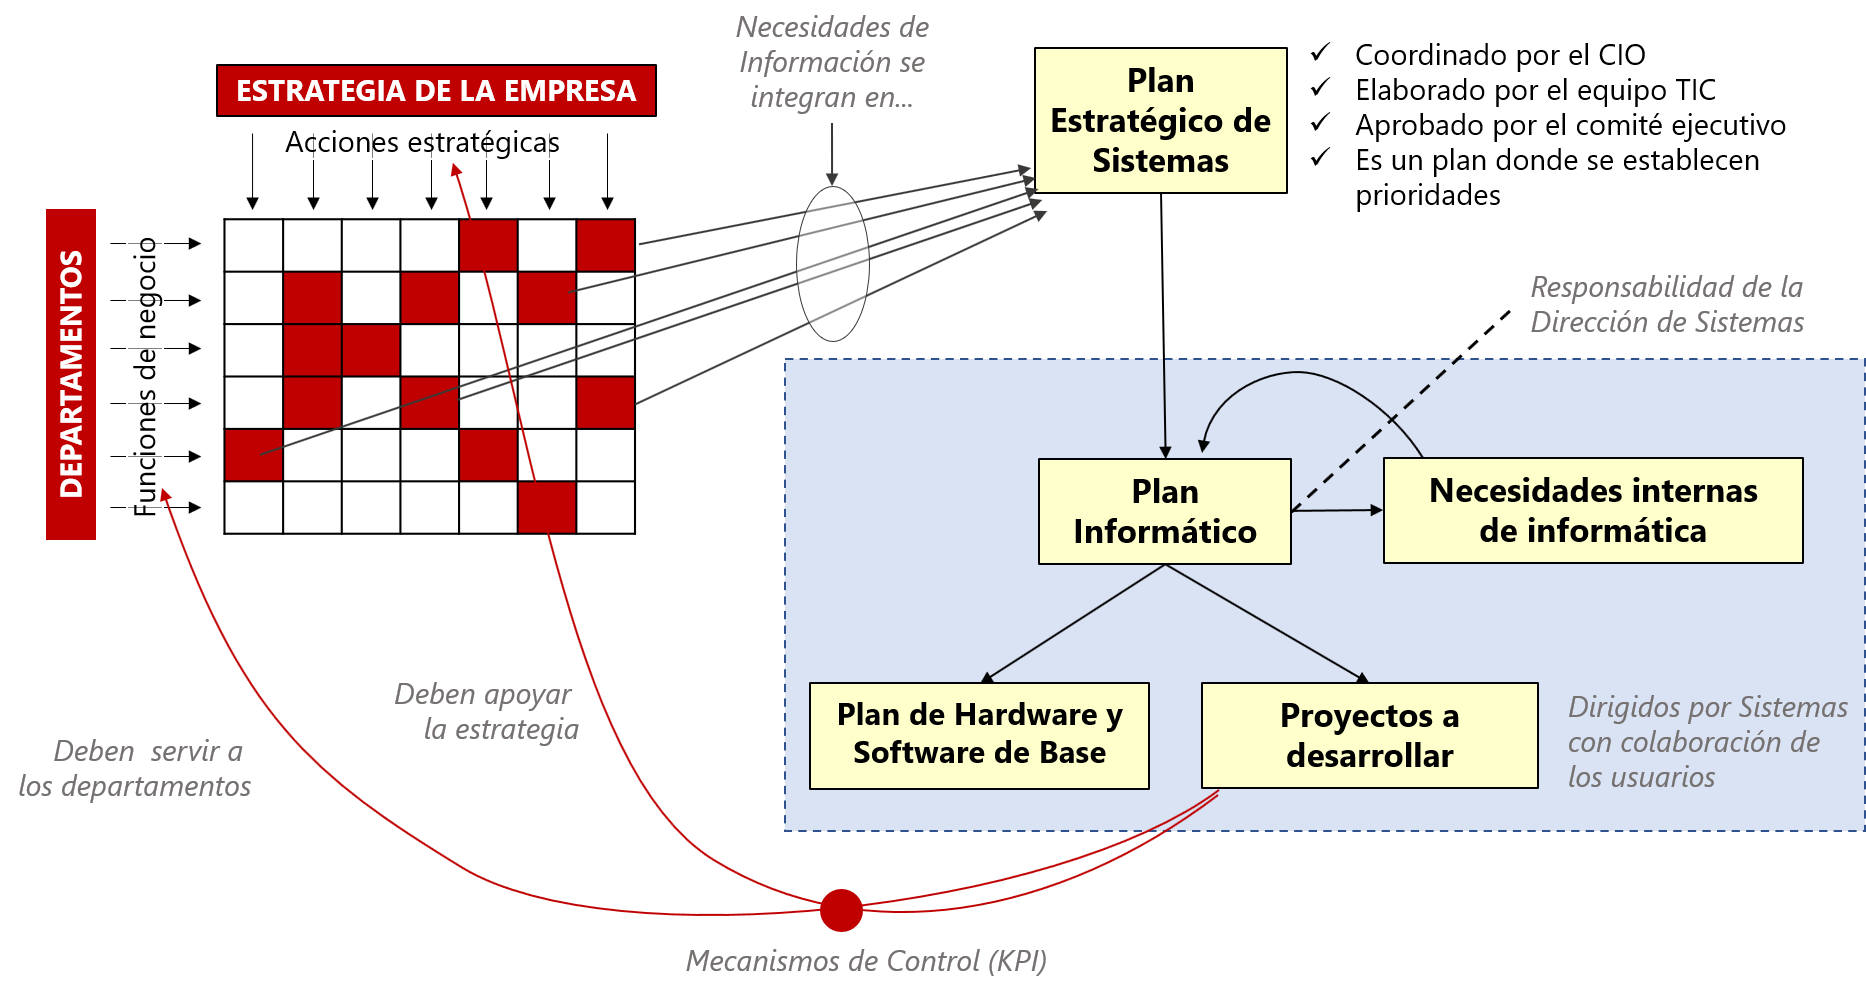 Necesidades de
Información se
integran en...
ESTRATEGIA DE LA EMPRESA
Acciones estratégicas
DEPARTAMENTOS
Funciones de negocio
Plan
Estratégico de
Sistemas
✓ Coordinado por el CIO
✓ Elaborado por el equipo TIC
✓ Aprobado por el comité ejecutivo
✓ Es un plan donde se establecen
prioridades
Responsabilidad de la
Dirección de Sistemas
Plan
Informático
Necesidades internas
de informática
Plan de Hardware y
Software de Base
Proyectos a
desarrollar
Dirigidos por Sistemas
con colaboración de
los usuarios
Deben apoyar
la estrategia
Deben  servir a
los departamentos
Mecanismos de Control (KPI)